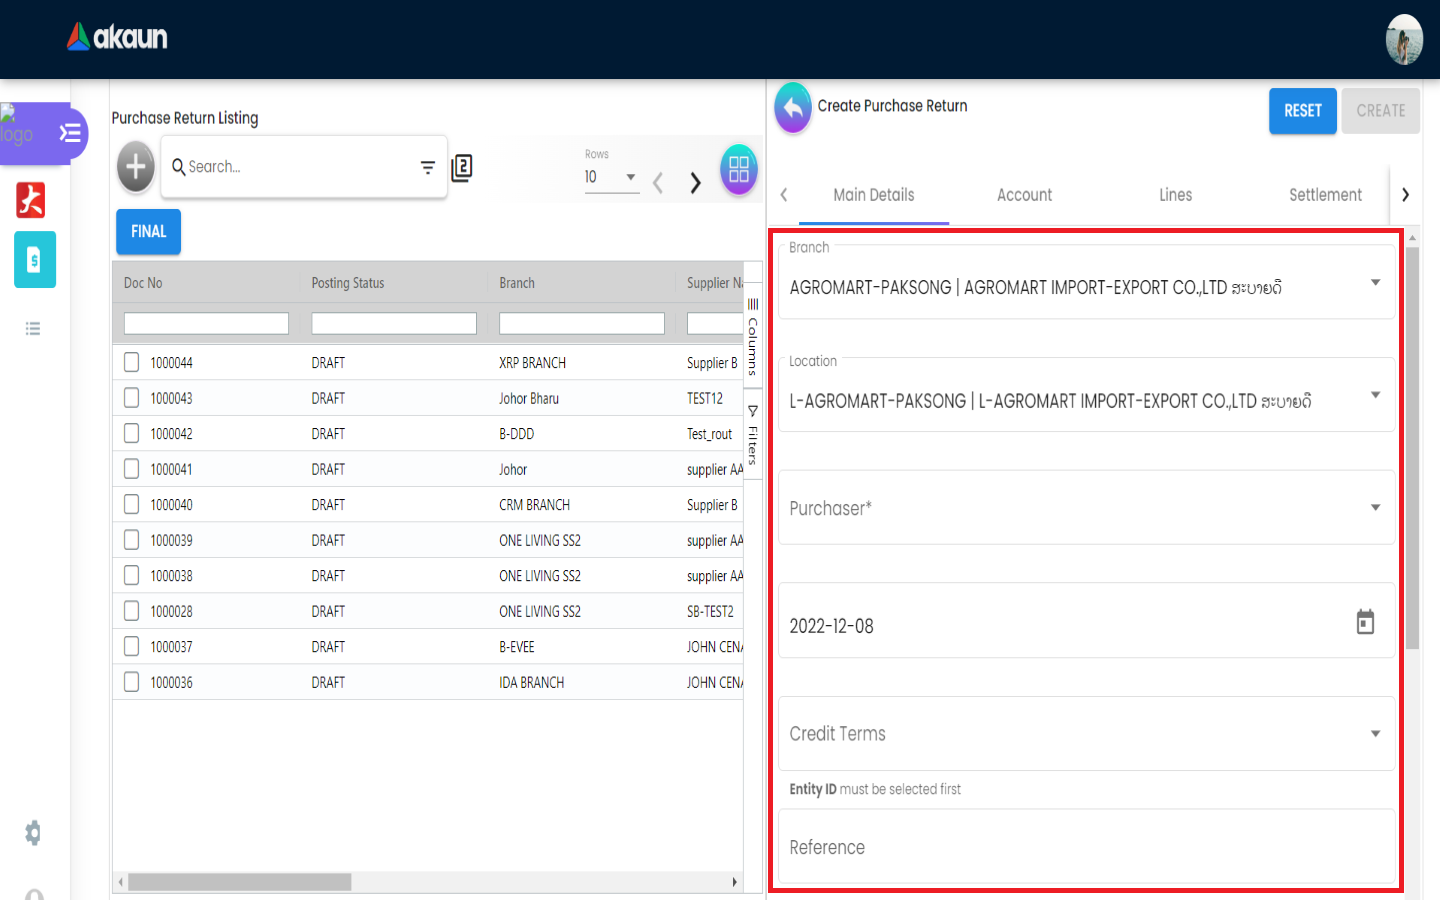 akaun
logo
Purchase Return Listing
Search...
2
Rows
10
FINAL
Doc No Posting Status Branch Supplier Na
1000044 DRAFT XRP BRANCH Supplier B
1000043 DRAFT Johor Bharu TEST12
1000042 DRAFT B-DDD Test_rout
1000041 DRAFT Johor supplier AA
1000040 DRAFT CRM BRANCH Supplier B
1000039 DRAFT ONE LIVING SS2 supplier AA
1000038 DRAFT ONE LIVING SS2 supplier AA
1000028 DRAFT ONE LIVING SS2 SB-TEST2
1000037 DRAFT B-EVEE JOHN CENA
1000036 DRAFT IDA BRANCH JOHN CENA
Columns
Filters
Create Purchase Return
RESET
CREATE
Main Details Account Lines Settlement
Branch
AGROMART-PAKSONG | AGROMART IMPORT-EXPORT CO.,LTD ສະບາຍດີ
Location
L-AGROMART-PAKSONG | L-AGROMART IMPORT-EXPORT CO.,LTD ສະບາຍດີ
Purchaser*
2022-12-08
Credit Terms
Entity ID must be selected first
Reference